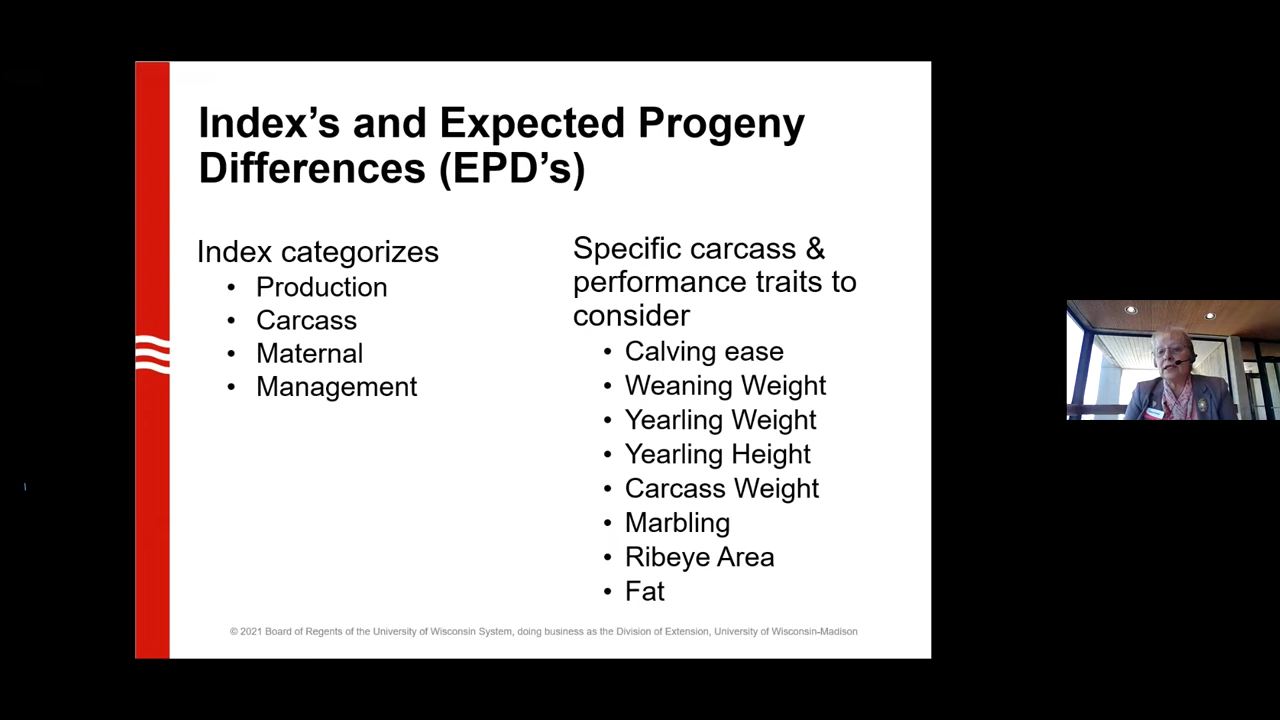 Index’s and Expected Progeny
Differences (EPD’s)
Index categorizes
• Production
• Carcass
• Maternal
• Management
Specific carcass &
performance traits to
consider
• Calving ease
• Weaning Weight
• Yearling Weight
• Yearling Height
• Carcass Weight
• Marbling
• Ribeye Area
• Fat
© 2021 Board of Regents of the University of Wisconsin System, doing business as the Division of Extension, University of Wisconsin-Madison